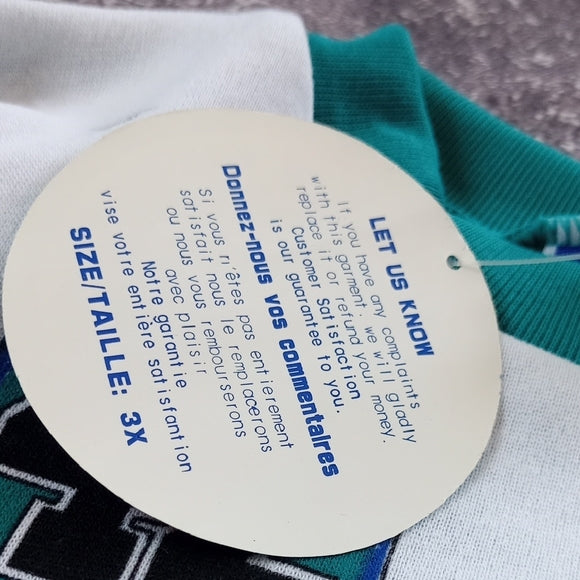 LET US KNOW
If you have any complaints
with this garment, we will gladly
replace it or refund your money.
Customer Satisfaction
is our guarantee to you.
Donnez-nous vos commentaires
Si vous n'êtes pas entierement
satisfait nous le remplacerons
ou nous vous rembourserons
avec plaisir
Notre garantie
vise votre entière satisfantion
SIZE/TAILLE: 3X